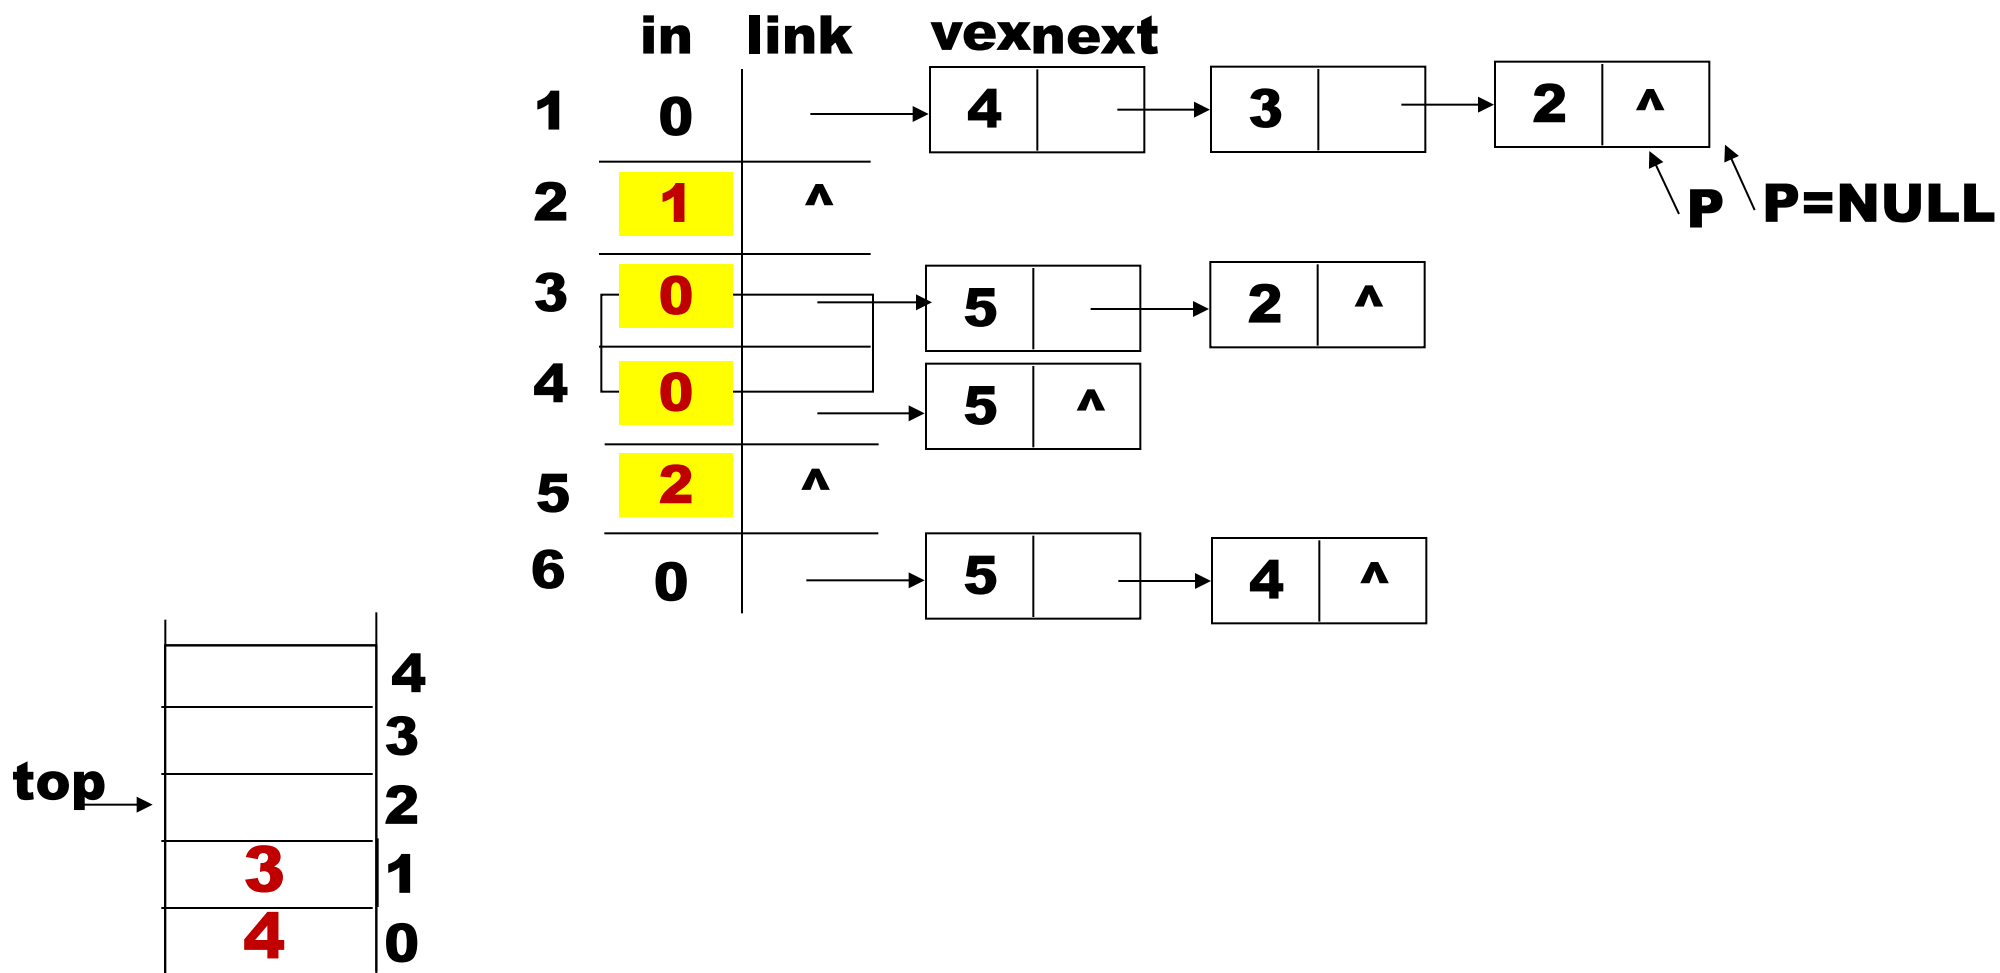 in link vexnext
1 0 4 3 2 ^
2 1 ^ P P=NULL
3 0 5 2 ^
4 0 5 ^
5 2 ^
6 0 5 4 ^
4
3
top 2
3 1
4 0